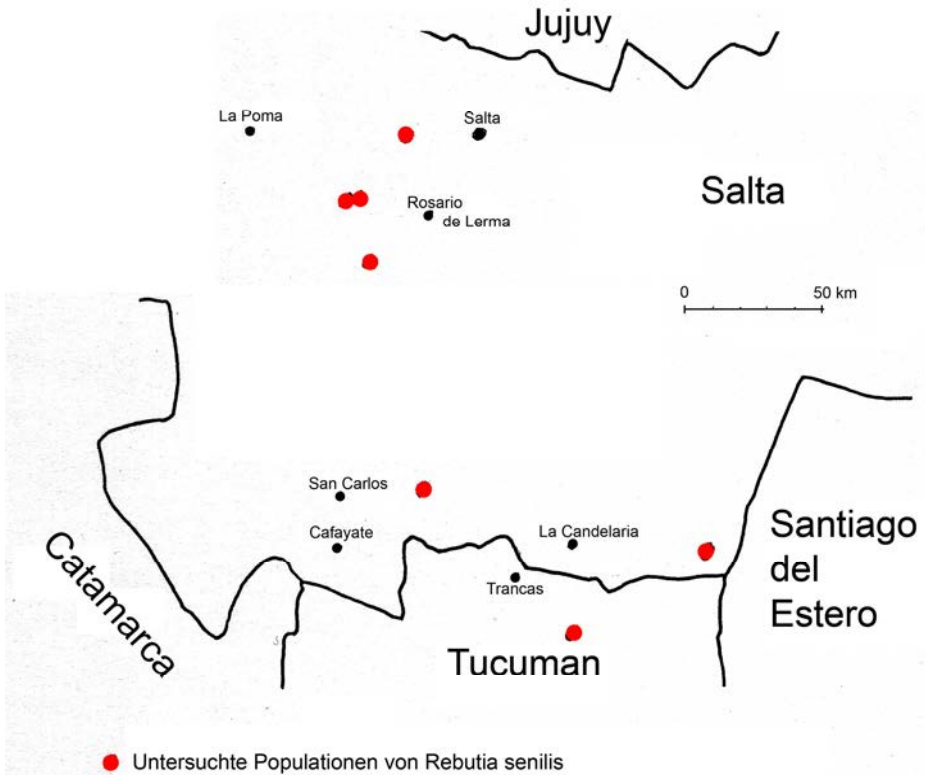 Jujuy
La Poma
Salta
Salta
Rosario
de Lerma
0 50 km
San Carlos
Cafayate
La Candelaria
Trancas
Santiago
del
Estero
Catamarca
Tucuman
Untersuchte Populationen von Rebutia senilis